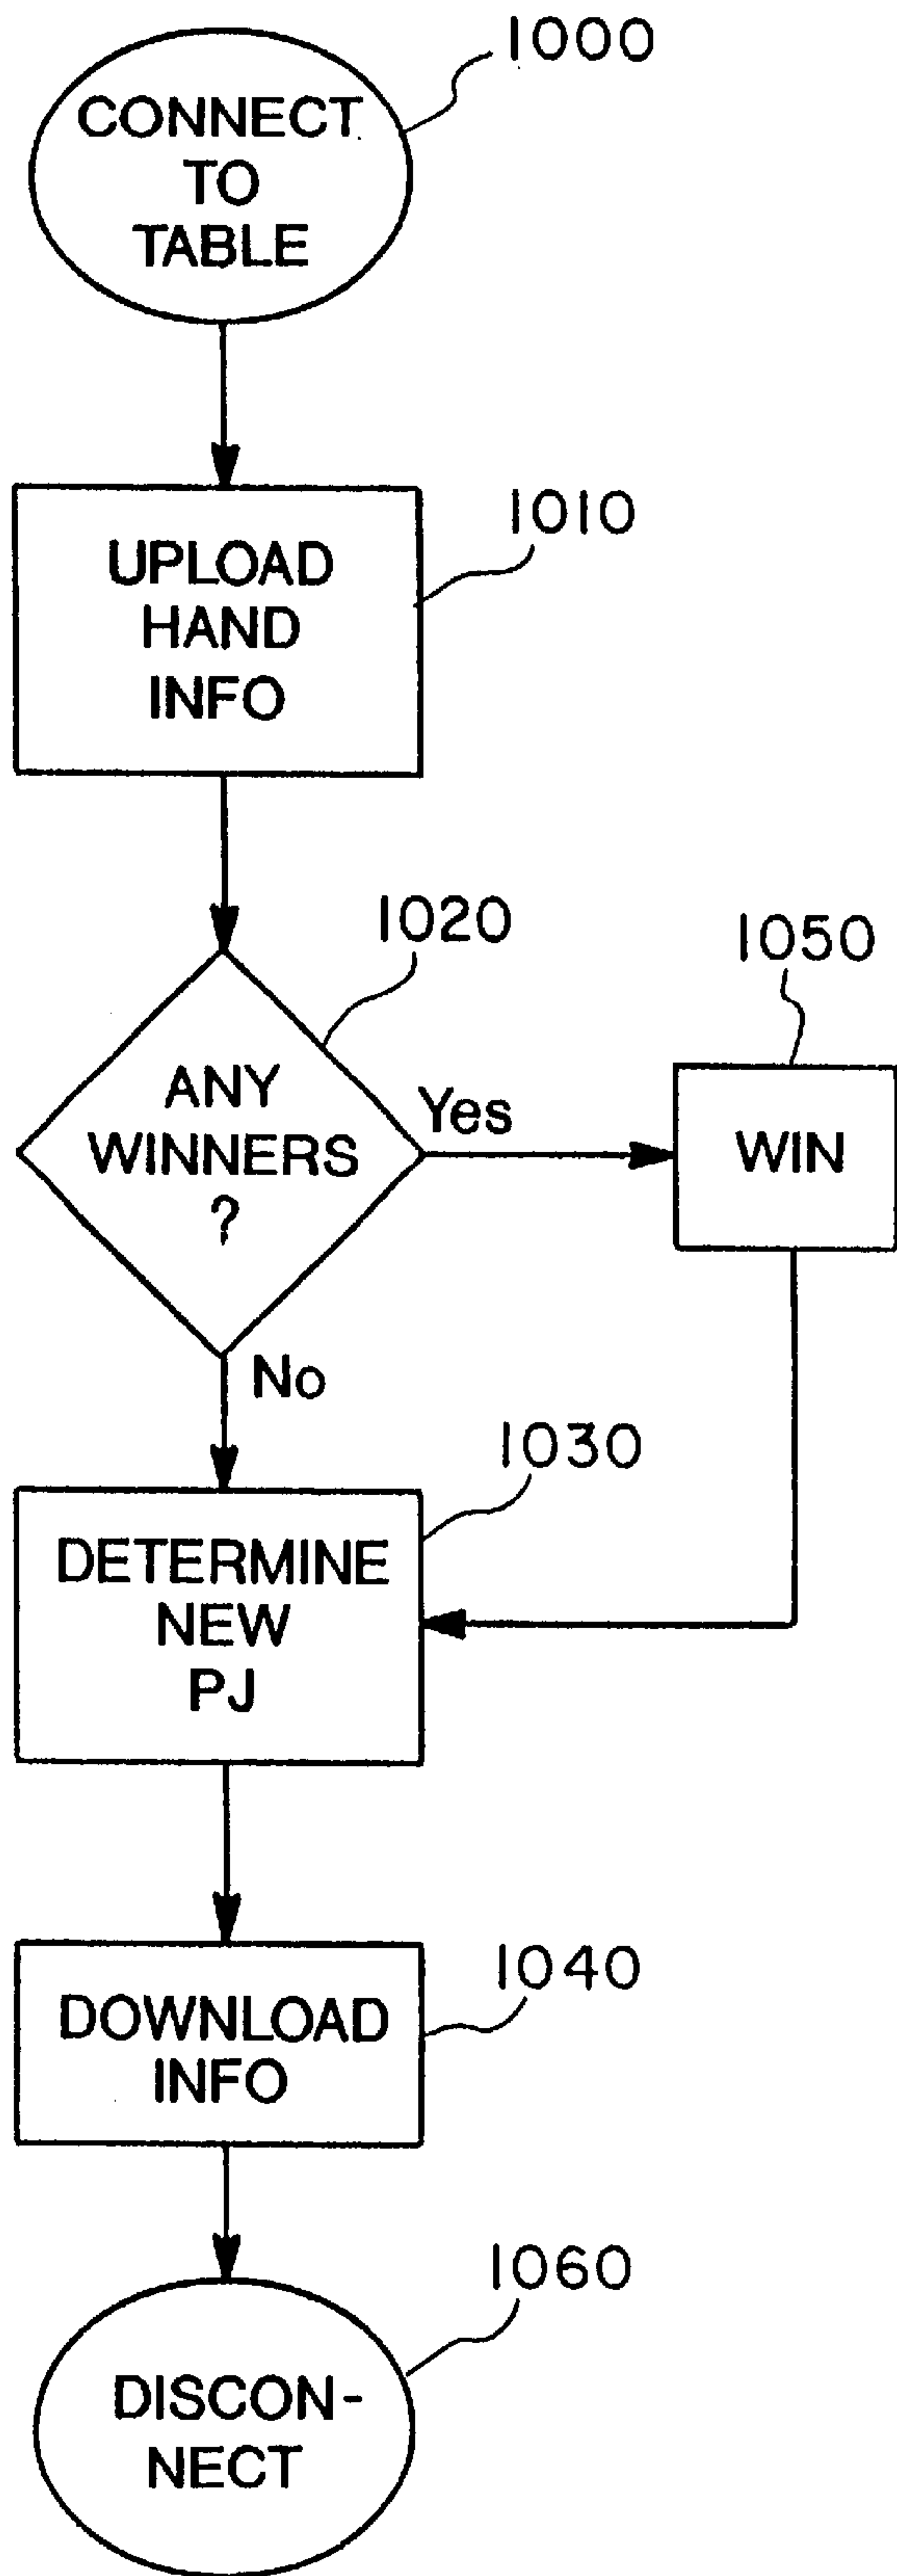 1000
CONNECT
TO
TABLE
1010
UPLOAD
HAND
INFO
1020
1050
ANY
WINNERS
?
Yes
WIN
No
1030
DETERMINE
NEW
PJ
1040
DOWNLOAD
INFO
1060
DISCON-
NECT